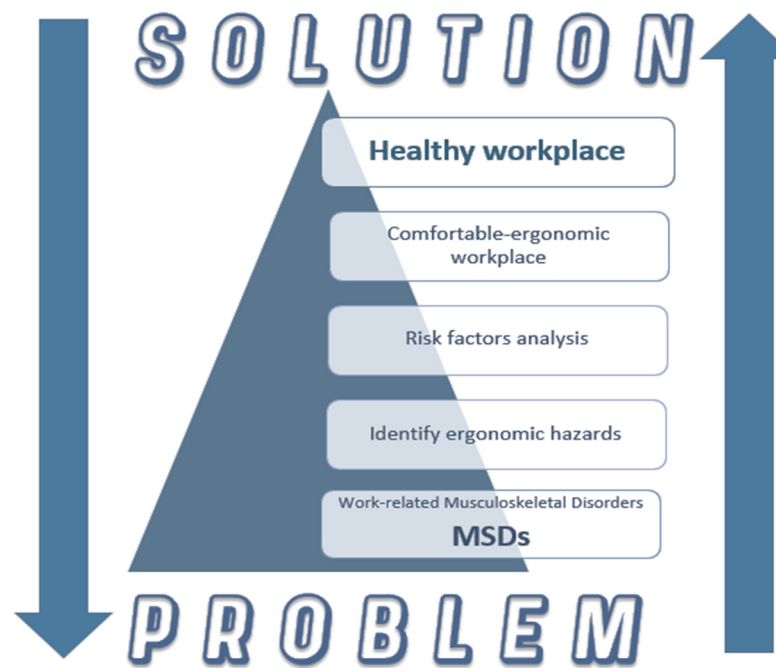 SOLUTION
Healthy workplace
Comfortable-ergonomic
workplace
Risk factors analysis
Identify ergonomic hazards
Work-related Musculoskeletal Disorders
MSDs
PROBLEM